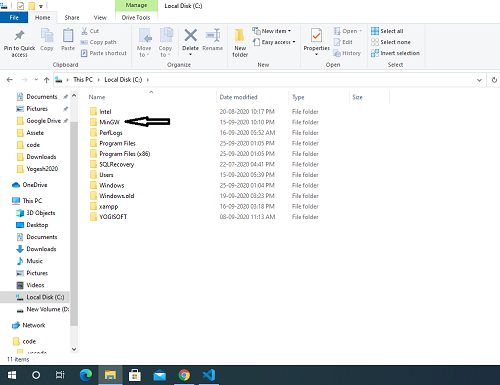 Manage
Local Disk (C:)
File
Home
Share
View
Drive Tools
Pin to Quick access
Copy
Paste
Cut
Copy path
Paste shortcut
Clipboard
Move to
Copy to
Delete
Rename
Organize
New folder
New item
Easy access
New
Properties
Open
Edit
History
Open
Select all
Select none
Invert selection
Select
This PC > Local Disk (C:) >
Name
Date modified
Type
Size
Documents
Pictures
Google Drive
Assete
code
Downloads
Yogesh2020
OneDrive
This PC
3D Objects
Desktop
Documents
Downloads
Music
Pictures
Videos
Local Disk (C:)
New Volume (D:
Network
code
.vscode
Intel 20-08-2020 10:17 PM File folder
MinGW 15-09-2020 10:10 PM File folder
PerfLogs 16-09-2020 05:52 AM File folder
Program Files 25-09-2020 01:05 PM File folder
Program Files (x86) 25-09-2020 01:05 PM File folder
SQLRecovery 22-07-2020 04:41 PM File folder
Users 15-09-2020 05:39 PM File folder
Windows 25-09-2020 01:04 PM File folder
Windows.old 19-09-2020 03:23 PM File folder
xampp 16-09-2020 03:18 PM File folder
YOGISOFT 08-09-2020 11:13 AM File folder
11 items